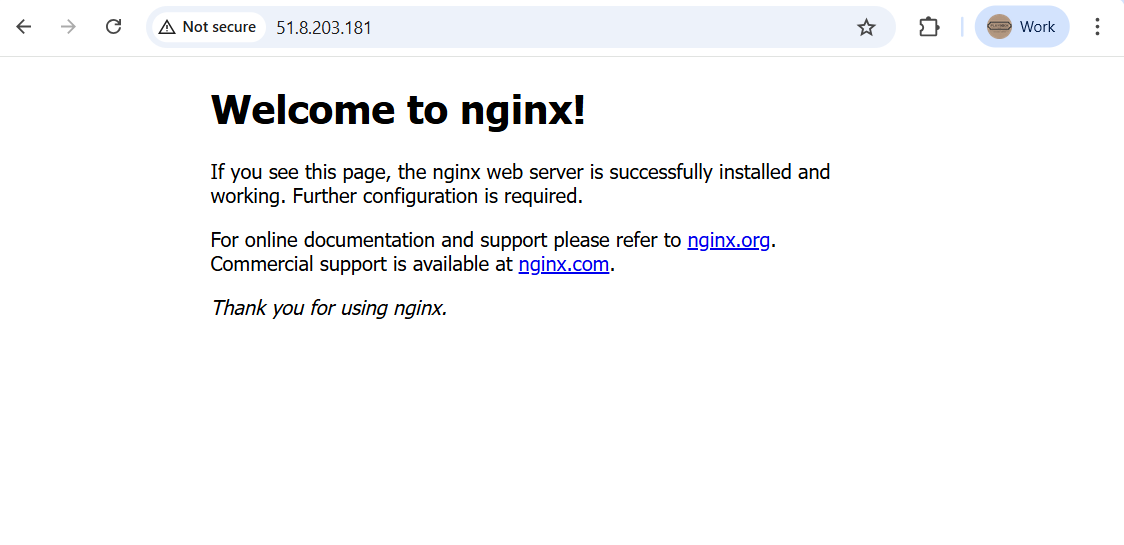 Not secure 51.8.203.181 Work
Welcome to nginx!
If you see this page, the nginx web server is successfully installed and
working. Further configuration is required.
For online documentation and support please refer to nginx.org.
Commercial support is available at nginx.com.
Thank you for using nginx.